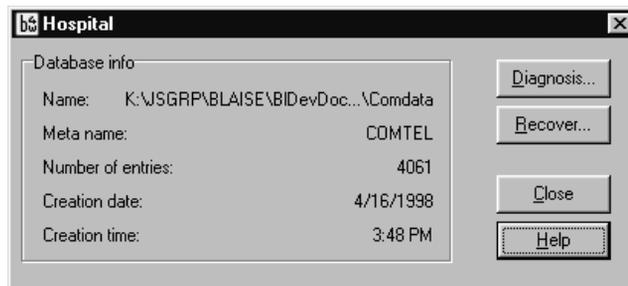 Hospital
Database info
Name: K:\JSGRP\BLAISE\BIDevDoc...\Comdata
Meta name: COMTEL
Number of entries: 4061
Creation date: 4/16/1998
Creation time: 3:48 PM
Diagnosis...
Recover...
Close
Help